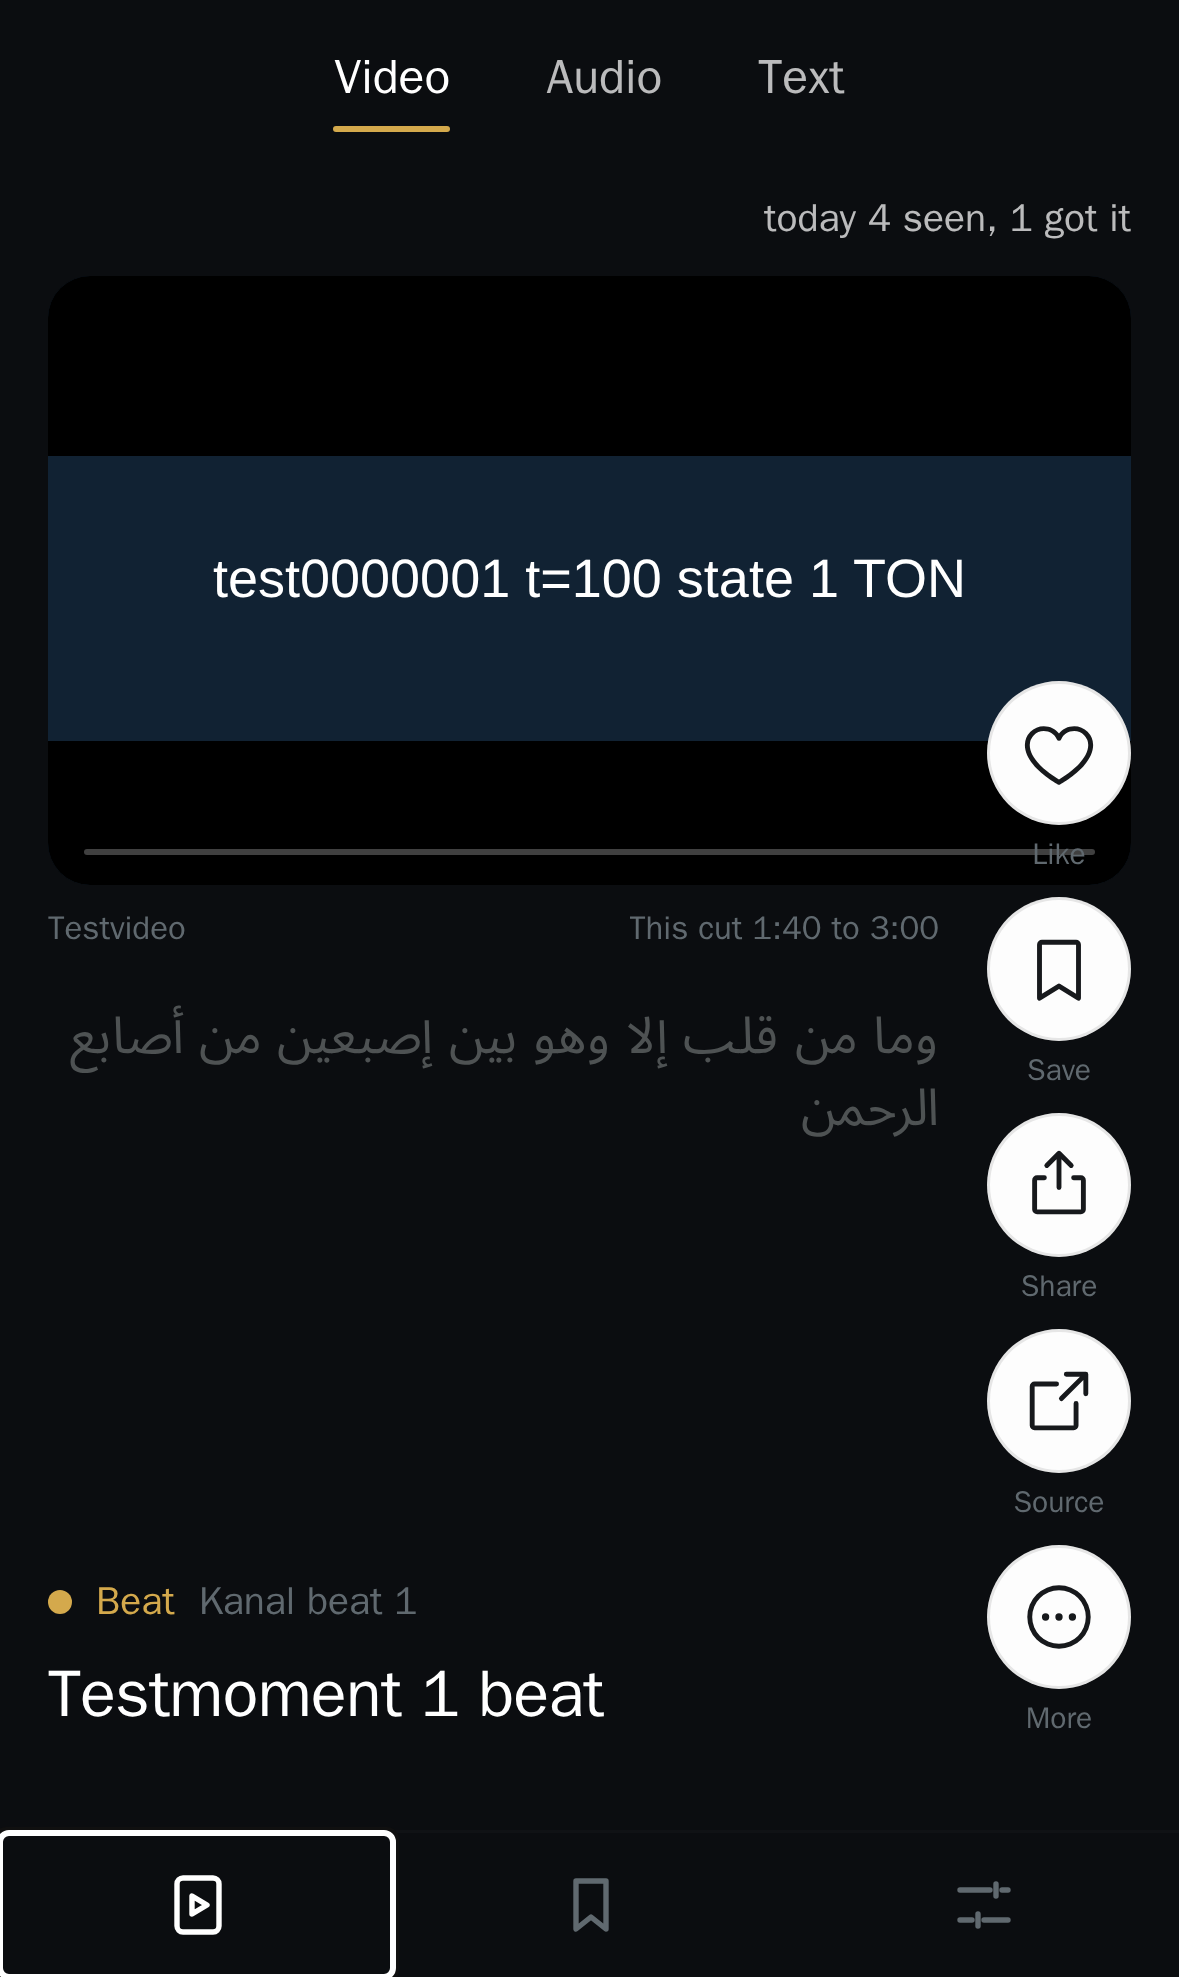 Video Audio Text
today 4 seen, 1 got it
test0000001 t=100 state 1 TON
Like
Testvideo This cut 1:40 to 3:00
وما من قلب إلا وهو بين إصبعين من أصابع
الرحمن
Save
Share
Source
Beat Kanal beat 1
Testmoment 1 beat
More